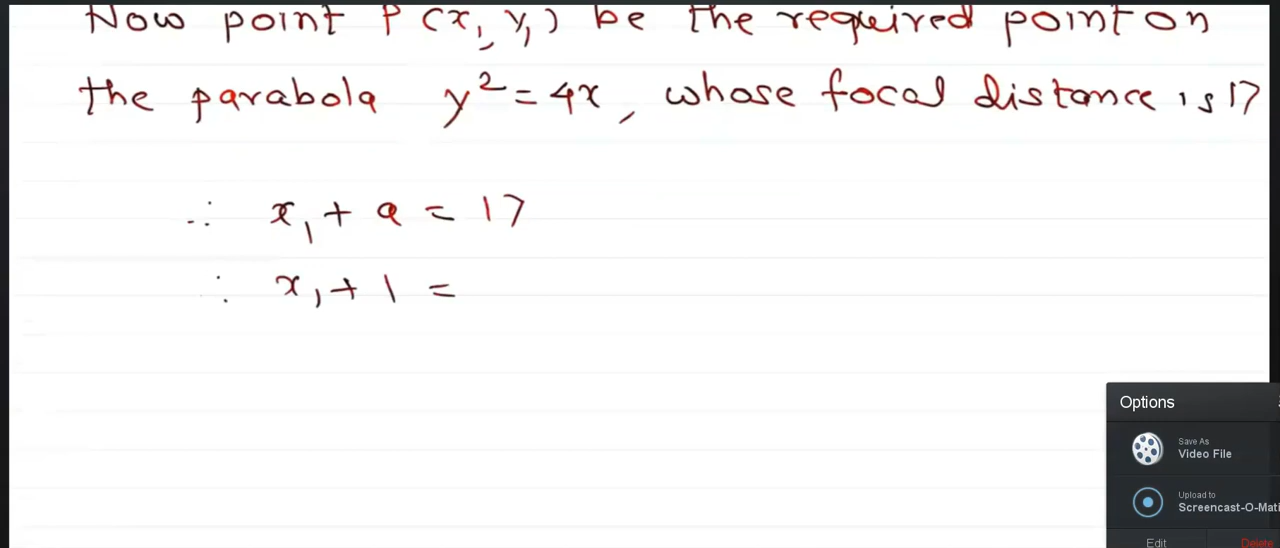 Now point P (x₁, y₁) be the required point on
the parabola y² = 4x, whose focal distance is 17
∴ x₁ + a = 17
∴ x₁ + 1 =
Options
Save As
Video File
Upload to
Screencast-O-Mati
Edit
Delete